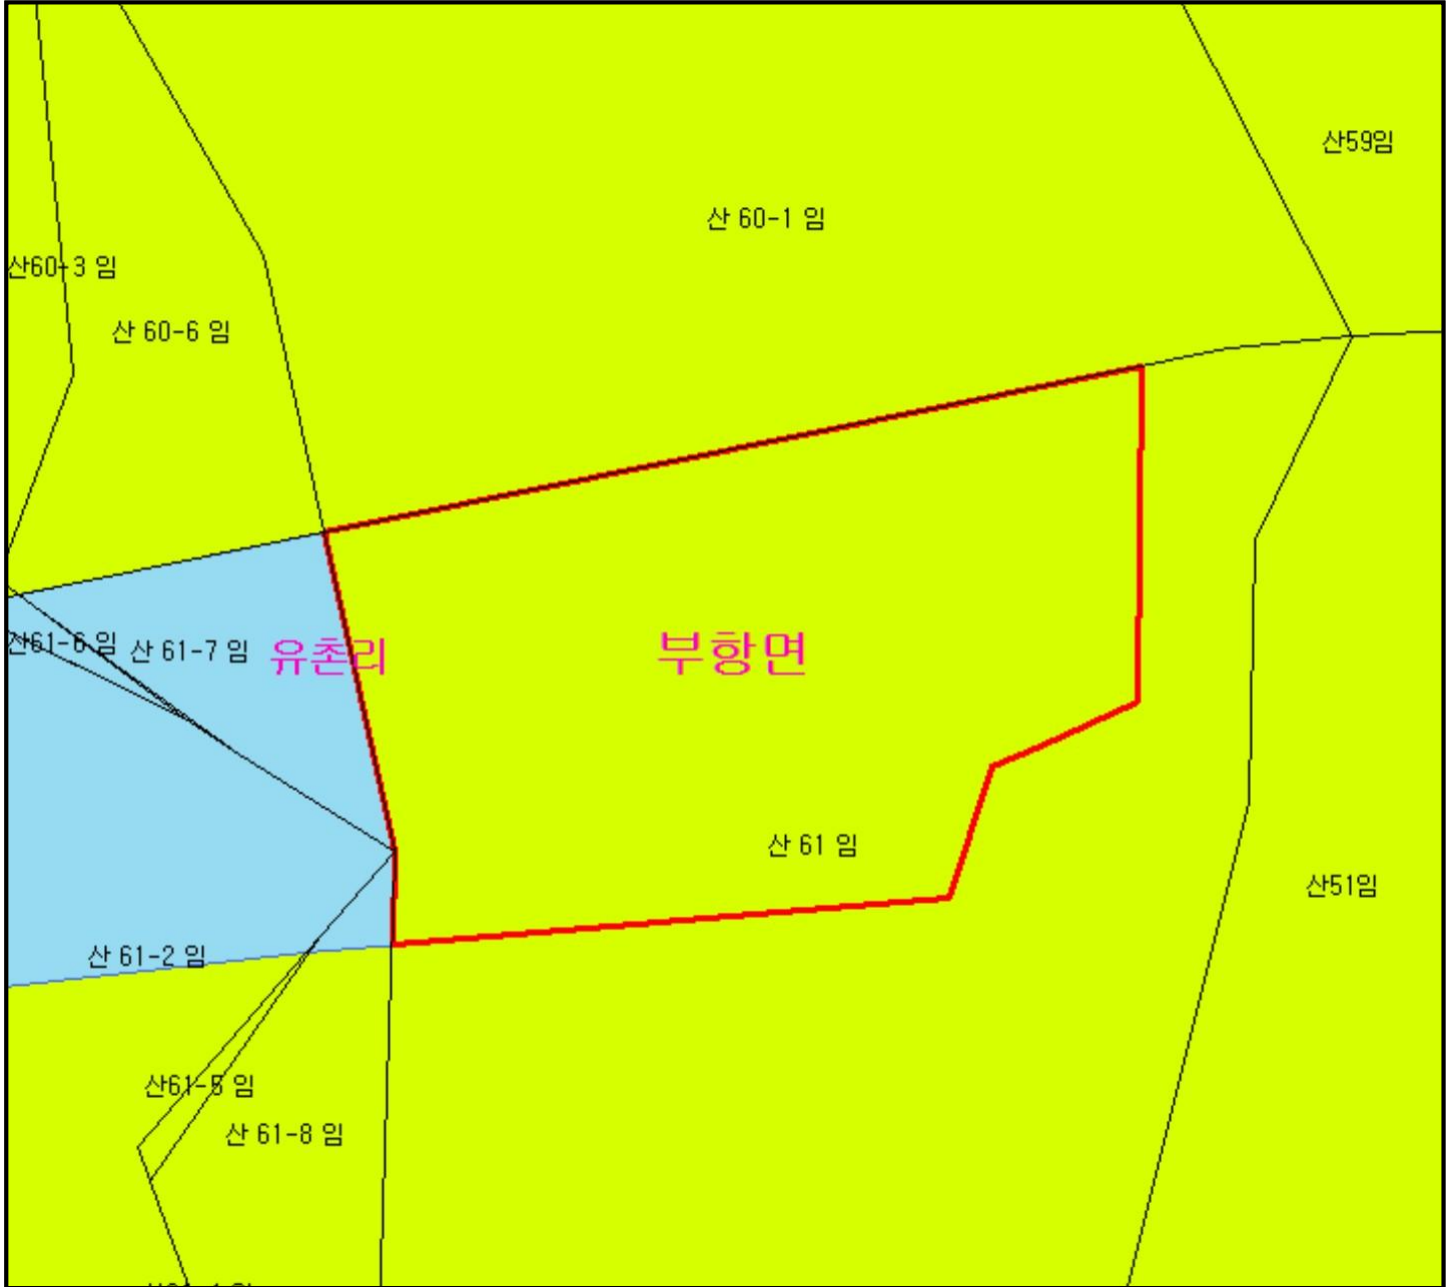 산59임
산 60-1 임
산60-3 임
산 60-6 임
산61-6 임
산 61-7 임
유촌리
부항면
산 61 임
산51임
산 61-2 임
산61-5 임
산 61-8 임